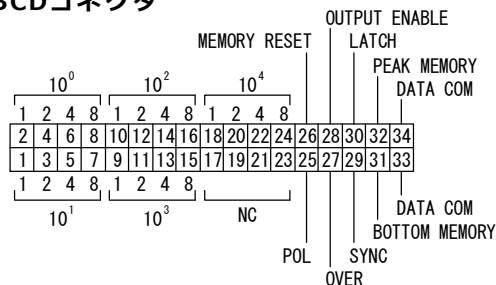 BCDコネクタ
OUTPUT ENABLE
MEMORY RESET LATCH
PEAK MEMORY
10⁰ 10² 10⁴ DATA COM
1 2 4 8 1 2 4 8 1 2 4 8
2 4 6 8 10 12 14 16 18 20 22 24 26 28 30 32 34
1 3 5 7 9 11 13 15 17 19 21 23 25 27 29 31 33
1 2 4 8 1 2 4 8
10¹ 10³ NC DATA COM
BOTTOM MEMORY
POL SYNC
OVER